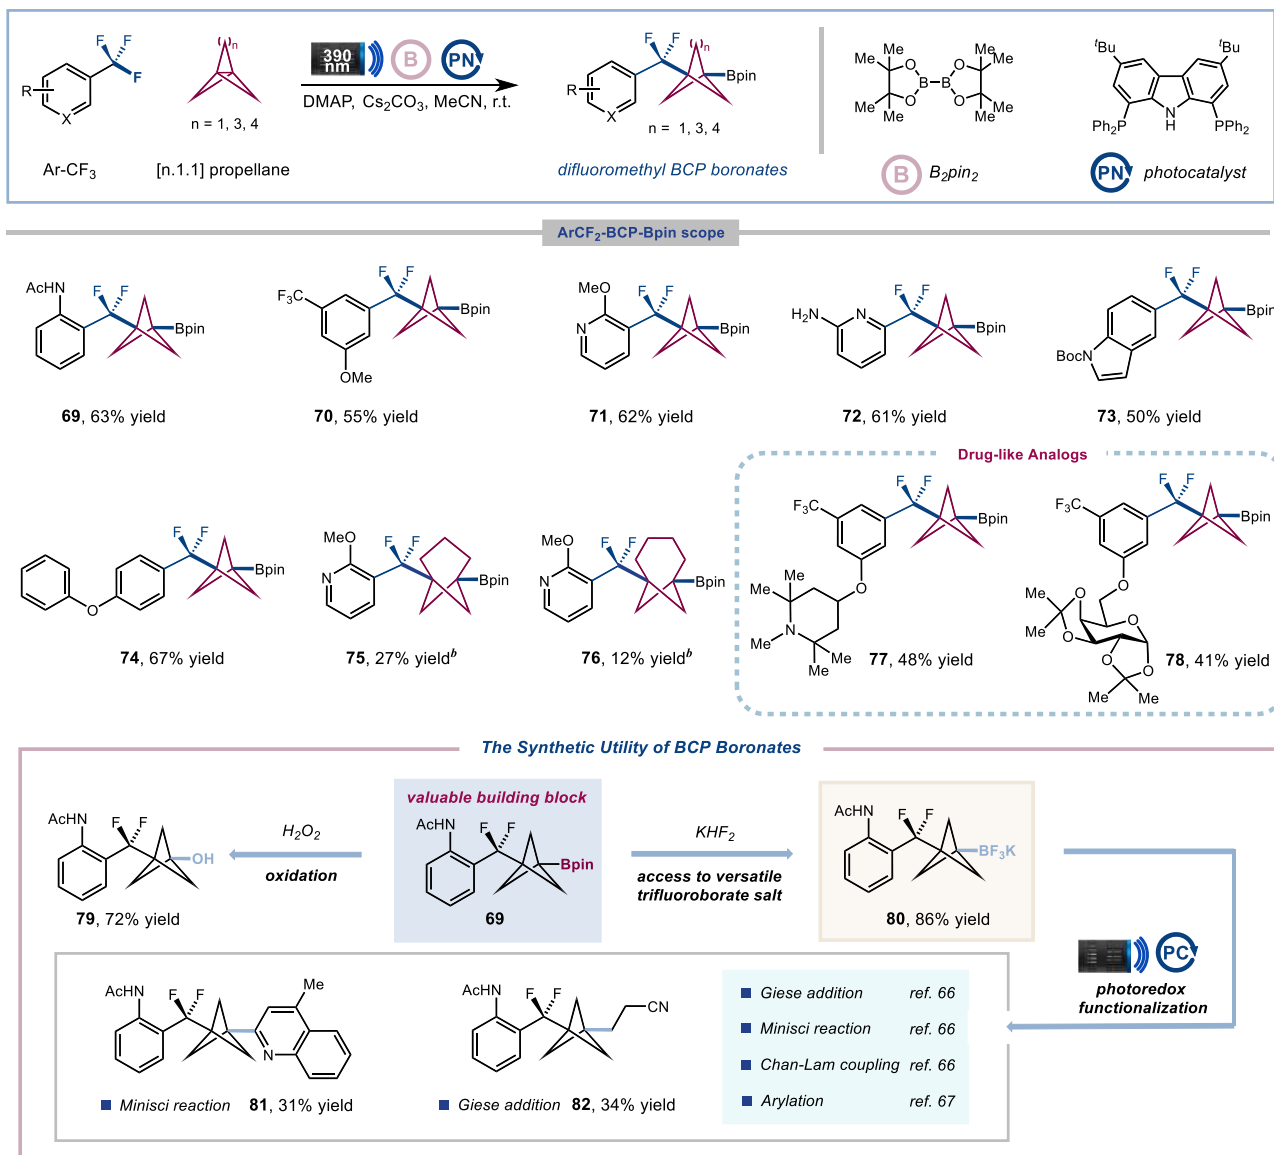 F F
F
R
X
Ar-CF3
n
[n.1.1] propellane
390 nm
B
PN
DMAP, Cs2CO3, MeCN, r.t.
n = 1, 3, 4
F F
n
Bpin
R
X
n = 1, 3, 4
difluoromethyl BCP boronates
Me Me
Me Me
Me Me
Me Me
O O
B B
O O
B
B2pin2
tBu tBu
Ph2P N H PPh2
PN
photocatalyst
ArCF2-BCP-Bpin scope
AcHN F F
Bpin
69, 63% yield
F3C F F
Bpin
OMe
70, 55% yield
MeO F F
N Bpin
71, 62% yield
H2N N F F
Bpin
72, 61% yield
F F
Bpin
BocN
73, 50% yield
Drug-like Analogs
F F
Bpin
O
74, 67% yield
MeO F F
N Bpin
75, 27% yieldb
MeO F F
N Bpin
76, 12% yieldb
F3C F F
Bpin
O
Me Me
Me N
Me Me
77, 48% yield
F3C F F
Bpin
O
Me O O
Me O
O O
Me Me
78, 41% yield
The Synthetic Utility of BCP Boronates
AcHN F F
OH
79, 72% yield
H2O2
oxidation
valuable building block
AcHN F F
Bpin
69
KHF2
access to versatile
trifluoroborate salt
AcHN F F
BF3K
80, 86% yield
PC
photoredox
functionalization
AcHN F F
Me
N
Minisci reaction 81, 31% yield
AcHN F F
CN
Giese addition 82, 34% yield
Giese addition ref. 66
Minisci reaction ref. 66
Chan-Lam coupling ref. 66
Arylation ref. 67